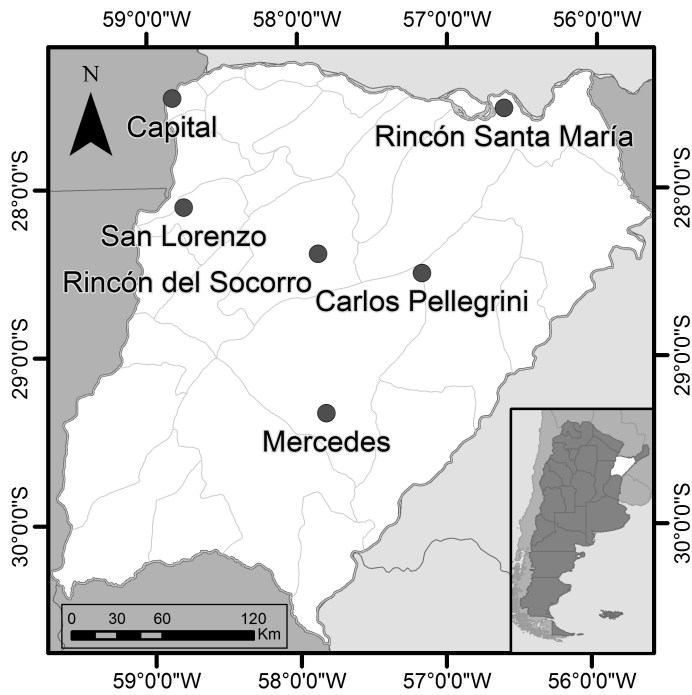 59°0'0"W 58°0'0"W 57°0'0"W 56°0'0"W
N
Capital
Rincón Santa María
28°0'0"S 28°0'0"S
San Lorenzo
Rincón del Socorro
Carlos Pellegrini
29°0'0"S 29°0'0"S
Mercedes
30°0'0"S 30°0'0"S
0 30 60 120
Km
59°0'0"W 58°0'0"W 57°0'0"W 56°0'0"W